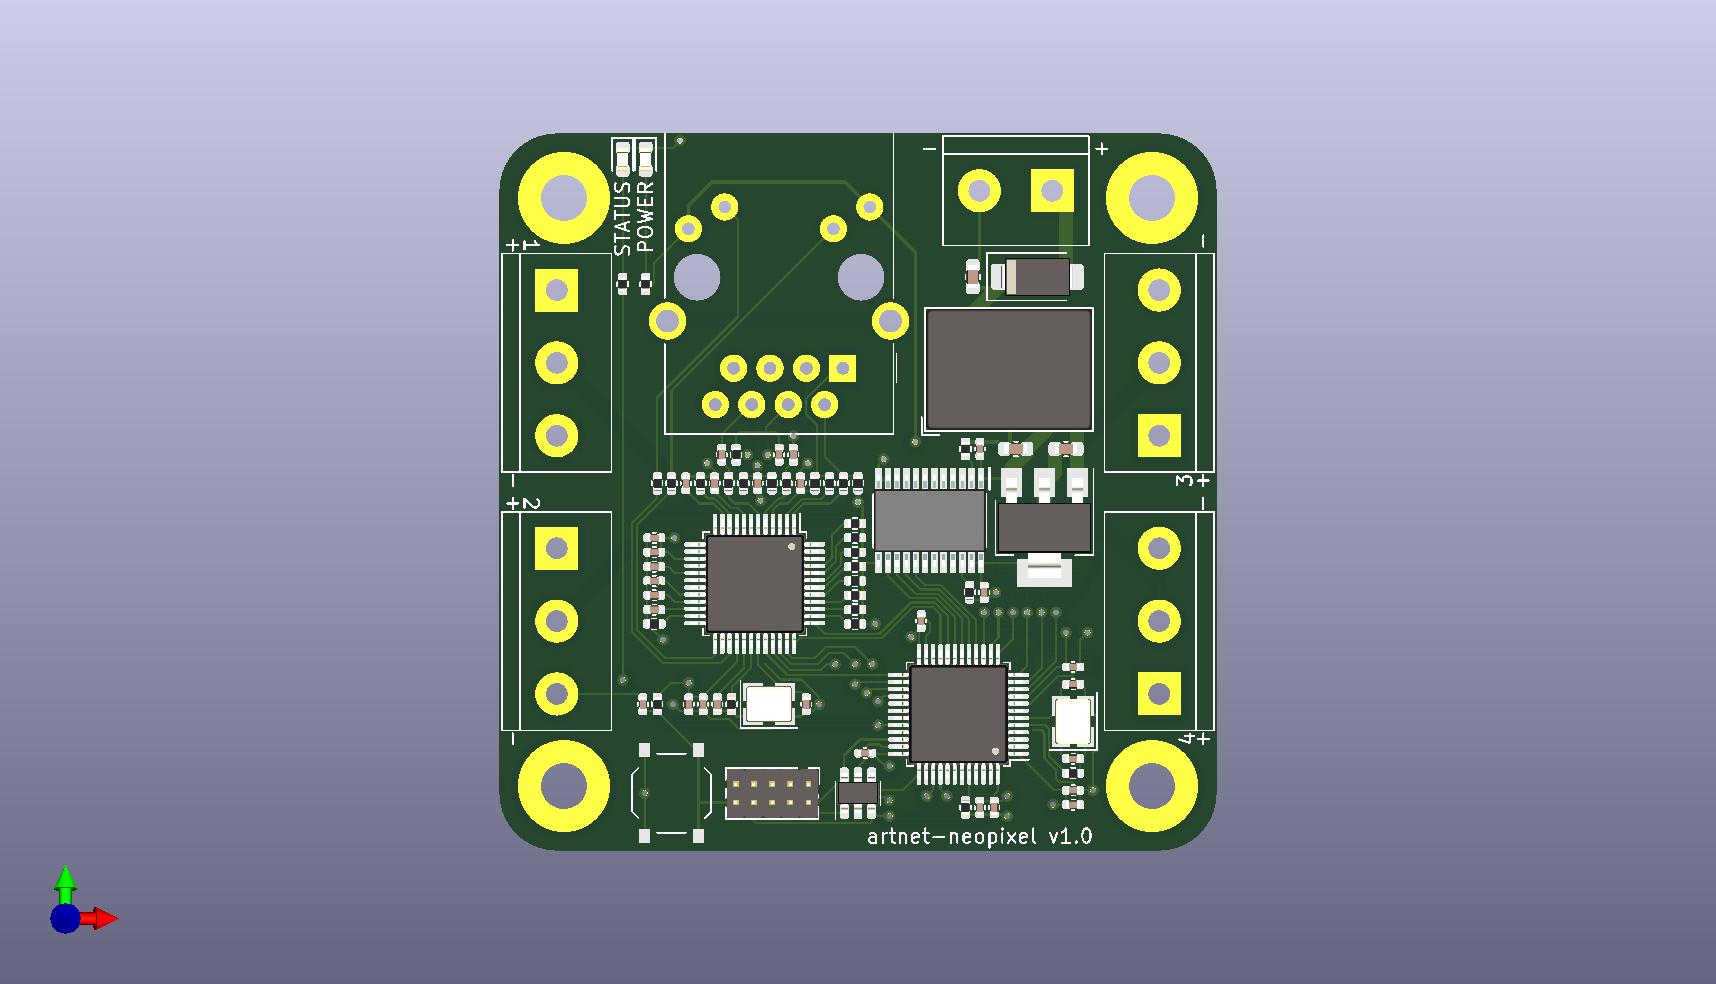 STATUS
POWER
- +
+ 1 -
+ 2 -
- 3 +
- 4 +
artnet-neopixel v1.0